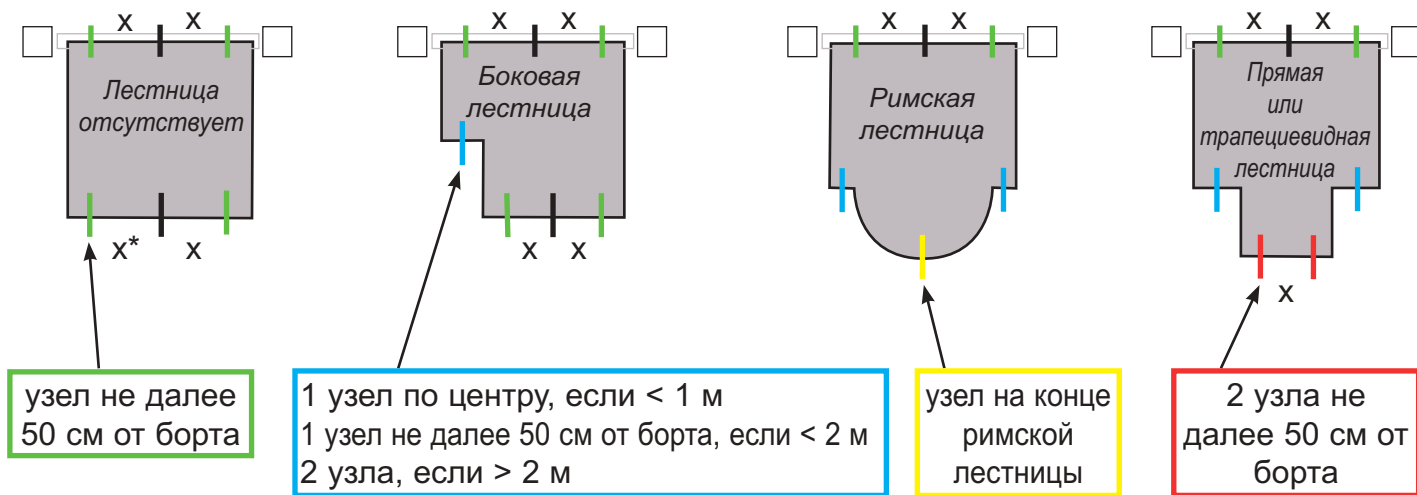 x x
Лестница
отсутствует
x* x
x x
Боковая
лестница
x x
x x
Римская
лестница
x x
Прямая
или
трапециевидная
лестница
x
узел не далее
50 см от борта
1 узел по центру, если < 1 м
1 узел не далее 50 см от борта, если < 2 м
2 узла, если > 2 м
узел на конце
римской
лестницы
2 узла не
далее 50 см от
борта